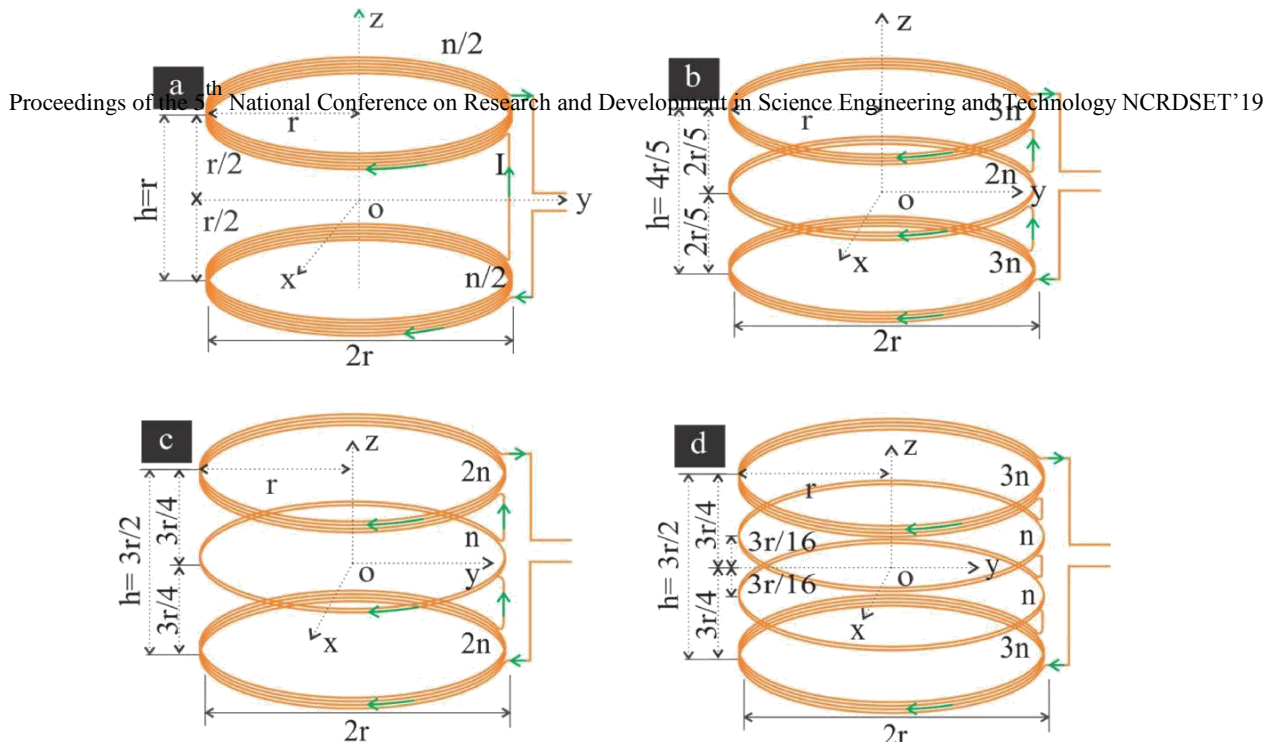 Proceedings of the 5th National Conference on Research and Development in Science Engineering and Technology NCRDSET'19
a
z
n/2
r
r/2
h=r
r/2
I
y
o
x
n/2
2r
b
z
3n
r
2r/5
h= 4r/5
2r/5
2n
y
o
x
3n
2r
c
z
2n
r
3r/4
h= 3r/2
3r/4
n
o
y
x
2n
2r
d
z
3n
r
3r/4
h= 3r/2
3r/4
3r/16
3r/16
n
o
y
n
x
3n
2r